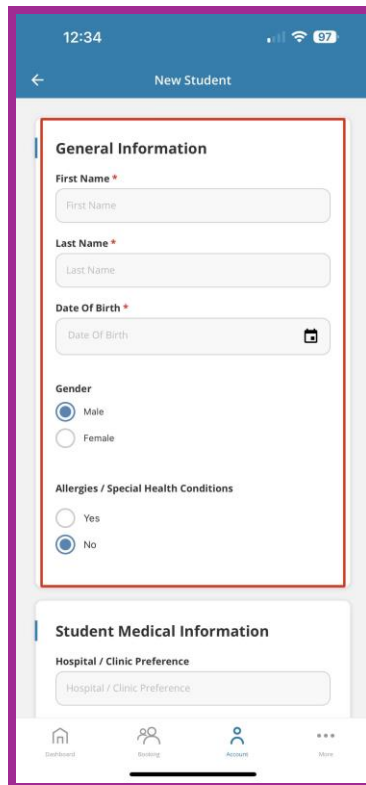 12:34
97
New Student
General Information
First Name *
First Name
Last Name *
Last Name
Date Of Birth *
Date Of Birth
Gender
Male
Female
Allergies / Special Health Conditions
Yes
No
Student Medical Information
Hospital / Clinic Preference
Hospital / Clinic Preference
Dashboard Booking Account More